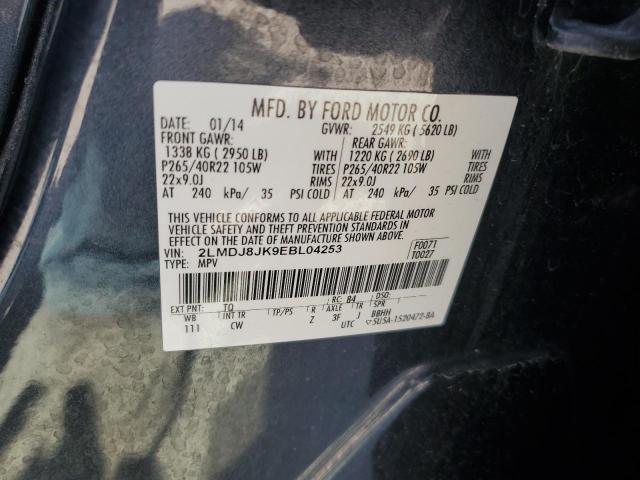 MFD. BY FORD MOTOR CO.
DATE: 01/14 GVWR: 2549 KG ( 5620 LB)
FRONT GAWR: REAR GAWR:
1338 KG ( 2950 LB) WITH 1220 KG ( 2690 LB) WITH
P265/40R22 105W TIRES P265/40R22 105W TIRES
22x9.0J RIMS 22x9.0J RIMS
AT 240 kPa/ 35 PSI COLD AT 240 kPa/ 35 PSI COLD
THIS VEHICLE CONFORMS TO ALL APPLICABLE FEDERAL MOTOR
VEHICLE SAFETY AND THEFT PREVENTION STANDARDS IN
EFFECT ON THE DATE OF MANUFACTURE SHOWN ABOVE.
VIN: 2LMDJ8JK9EBL04253 F0071
TYPE: MPV T0027
EXT PNT: TQ RC: B4
WB INT TR TP/PS R AXLE TR SPR
111 CW Z 3F J BBHH
UTC 5U5A-1520472-BA